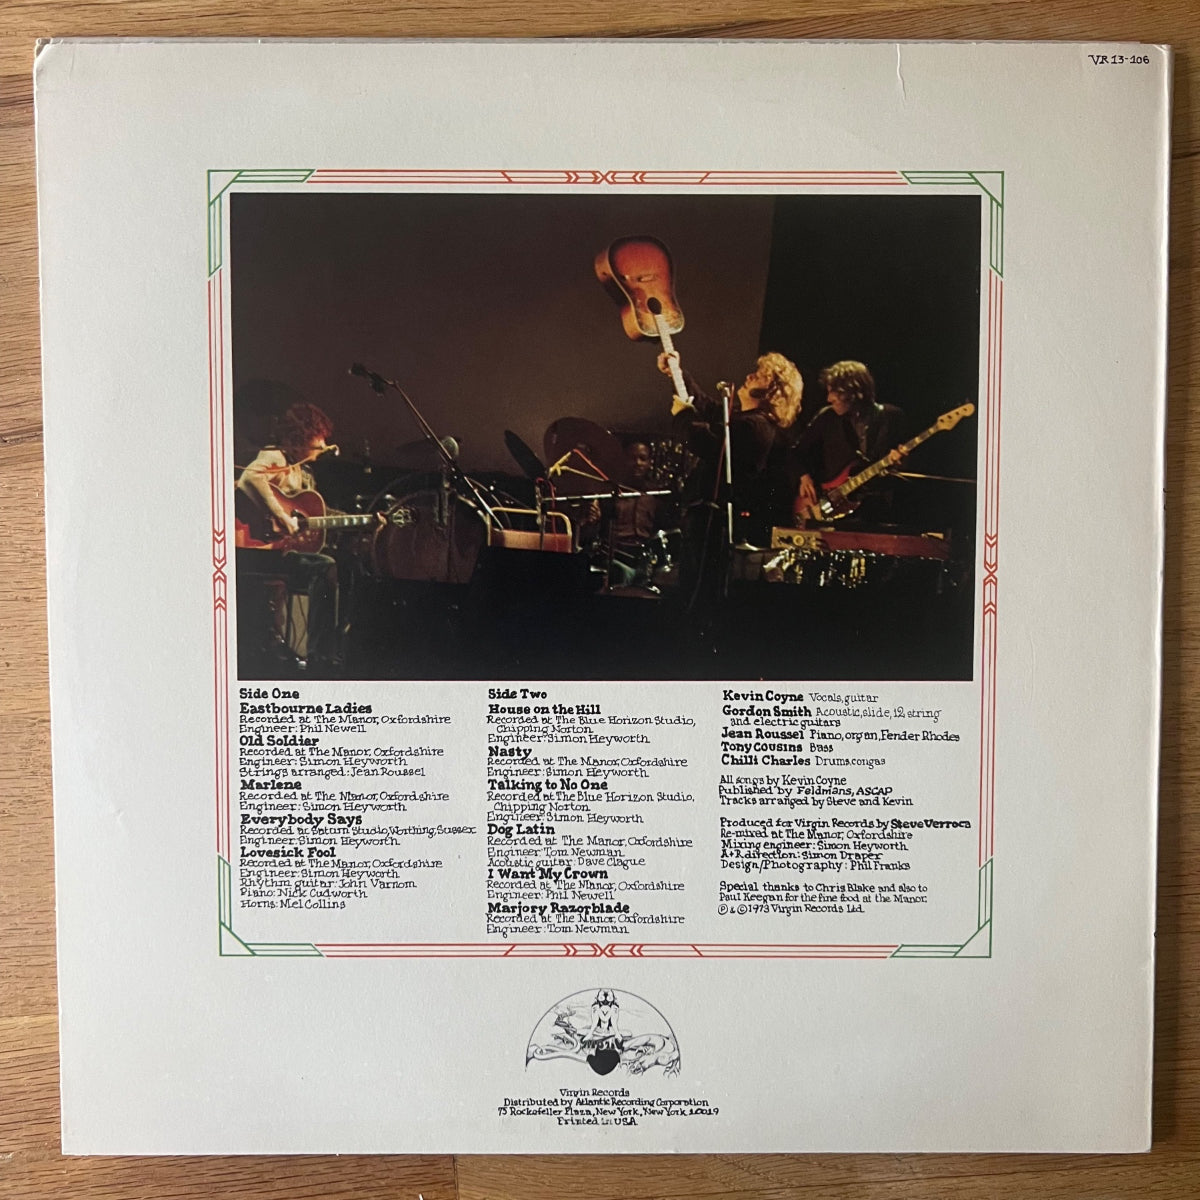 VR 13-106
Side One
Eastbourne Ladies
Recorded at The Manor, Oxfordshire
Engineer: Phil Newell
Old Soldier
Recorded at The Manor, Oxfordshire
Engineer: Simon Heyworth
Strings arranged: Jean Roussel
Marlene
Recorded at The Manor, Oxfordshire
Engineer: Simon Heyworth
Everybody Says
Recorded at Saturn Studio, Worthing, Sussex
Engineer: Simon Heyworth
Lovesick Fool
Recorded at The Manor, Oxfordshire
Engineer: Simon Heyworth
Rhythm guitar: John Varnom
Piano: Nick Cudworth
Horns: Mel Collins
Side Two
House on the Hill
Recorded at The Blue Horizon Studio,
Chipping Norton
Engineer: Simon Heyworth
Nasty
Recorded at The Manor, Oxfordshire
Engineer: Simon Heyworth
Talking to No One
Recorded at The Blue Horizon Studio,
Chipping Norton
Engineer: Simon Heyworth
Dog Latin
Recorded at The Manor, Oxfordshire
Engineer: Tom Newman
Acoustic guitar: Dave Clague
I Want My Crown
Recorded at The Manor, Oxfordshire
Engineer: Phil Newell
Marjory Razorblade
Recorded at The Manor, Oxfordshire
Engineer: Tom Newman
Kevin Coyne Vocals, guitar
Gordon Smith Acoustic, slide, 12 string
and electric guitars
Jean Roussel Piano, organ, Fender Rhodes
Tony Cousins Bass
Chilli Charles Drums, congas
All songs by Kevin Coyne
Published by Feldmans, ASCAP
Tracks arranged by Steve and Kevin
Produced for Virgin Records by Steve Verroca
Re-mixed at The Manor, Oxfordshire
Mixing engineer: Simon Heyworth
A+R direction: Simon Draper
Design/Photography: Phil Franks
Special thanks to Chris Blake and also to
Paul Keegan for the fine food at the Manor.
℗ & © 1973 Virgin Records Ltd.
Virgin Records
Distributed by Atlantic Recording Corporation
75 Rockefeller Plaza, New York, New York 10019
Printed in USA